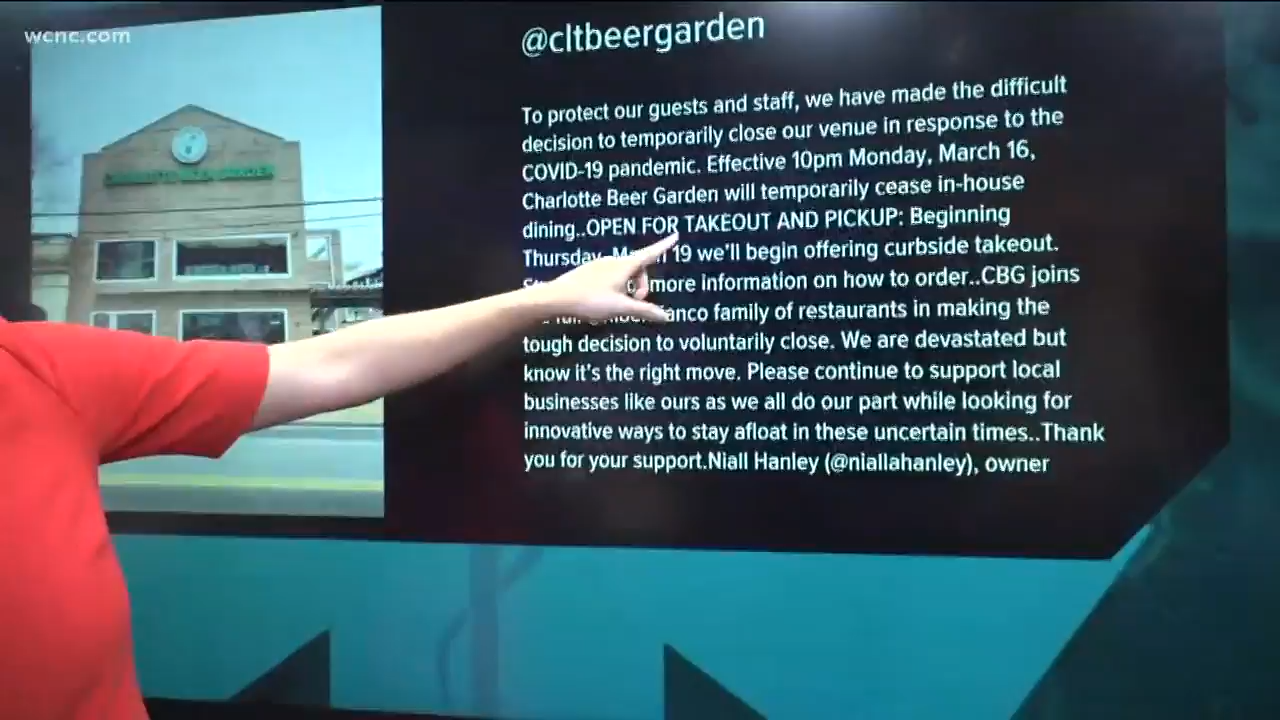 wcnc.com
@cltbeergarden
CHARLOTTE BEER GARDEN
To protect our guests and staff, we have made the difficult
decision to temporarily close our venue in response to the
COVID-19 pandemic. Effective 10pm Monday, March 16,
Charlotte Beer Garden will temporarily cease in-house
dining..OPEN FOR TAKEOUT AND PICKUP: Beginning
Thursday, 19 we'll begin offering curbside takeout.
more information on how to order..CBG joins
family of restaurants in making the
tough decision to voluntarily close. We are devastated but
know it's the right move. Please continue to support local
businesses like ours as we all do our part while looking for
innovative ways to stay afloat in these uncertain times..Thank
you for your support.Niall Hanley (@niallahanley), owner